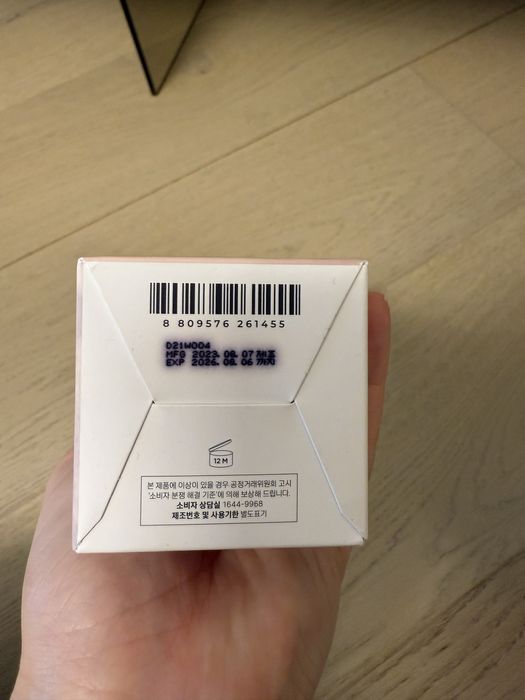 8 809576 261455
D21W004
MFG 2023. 08. 07 제조
EXP 2026. 08. 06 까지
12 M
본 제품에 이상이 있을 경우 공정거래위원회 고시
'소비자 분쟁 해결 기준'에 의해 보상해 드립니다.
소비자 상담실 1644-9968
제조번호 및 사용기한 별도표기